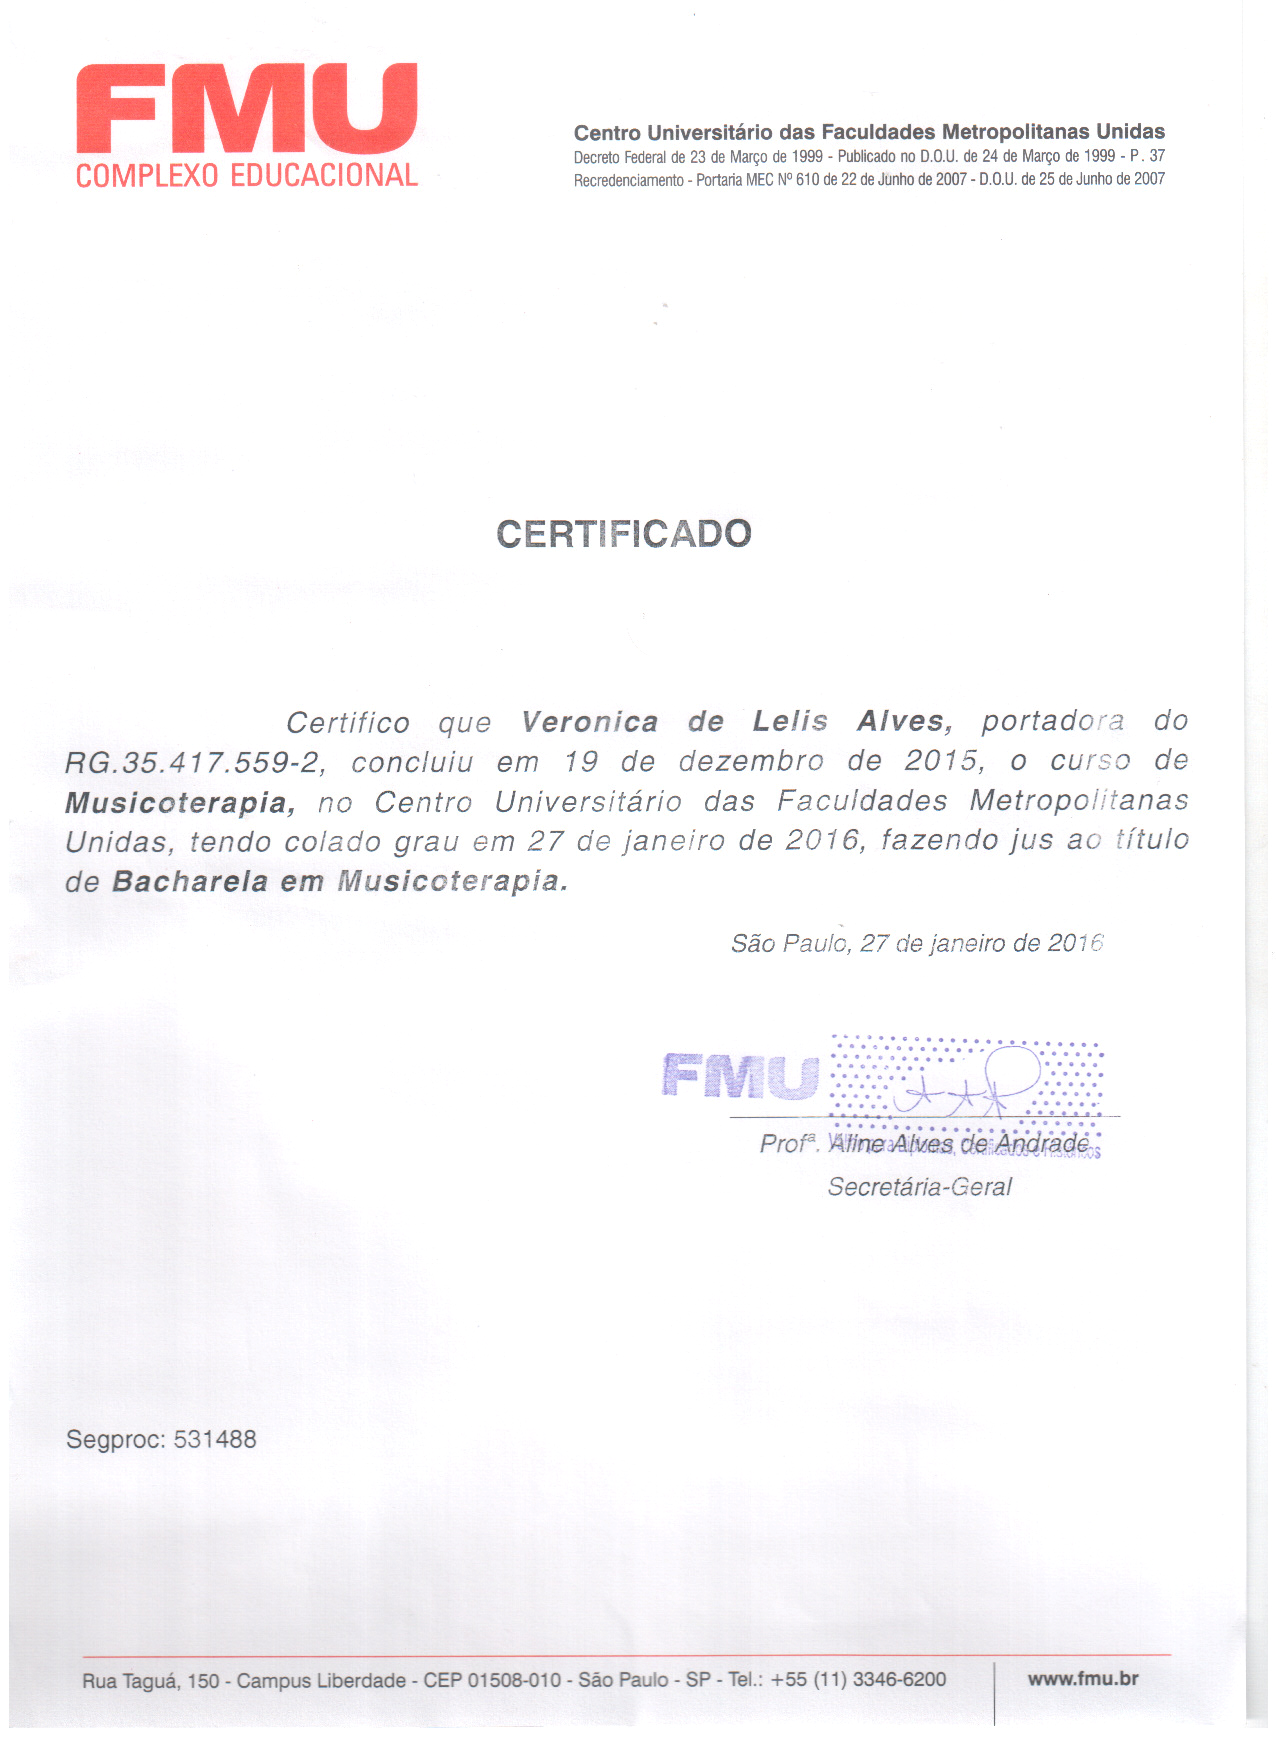 FMU
COMPLEXO EDUCACIONAL
Centro Universitário das Faculdades Metropolitanas Unidas
Decreto Federal de 23 de Março de 1999 - Publicado no D.O.U. de 24 de Março de 1999 - P. 37
Recredenciamento - Portaria MEC Nº 610 de 22 de Junho de 2007 - D.O.U. de 25 de Junho de 2007
CERTIFICADO
Certifico que Veronica de Lelis Alves, portadora do
RG.35.417.559-2, concluiu em 19 de dezembro de 2015, o curso de
Musicoterapia, no Centro Universitário das Faculdades Metropolitanas
Unidas, tendo colado grau em 27 de janeiro de 2016, fazendo jus ao título
de Bacharela em Musicoterapia.
São Paulo, 27 de janeiro de 2016
FMU
Profª. Aline Alves de Andrade
Secretária-Geral
Segproc: 531488
Rua Taguá, 150 - Campus Liberdade - CEP 01508-010 - São Paulo - SP - Tel.: +55 (11) 3346-6200
www.fmu.br